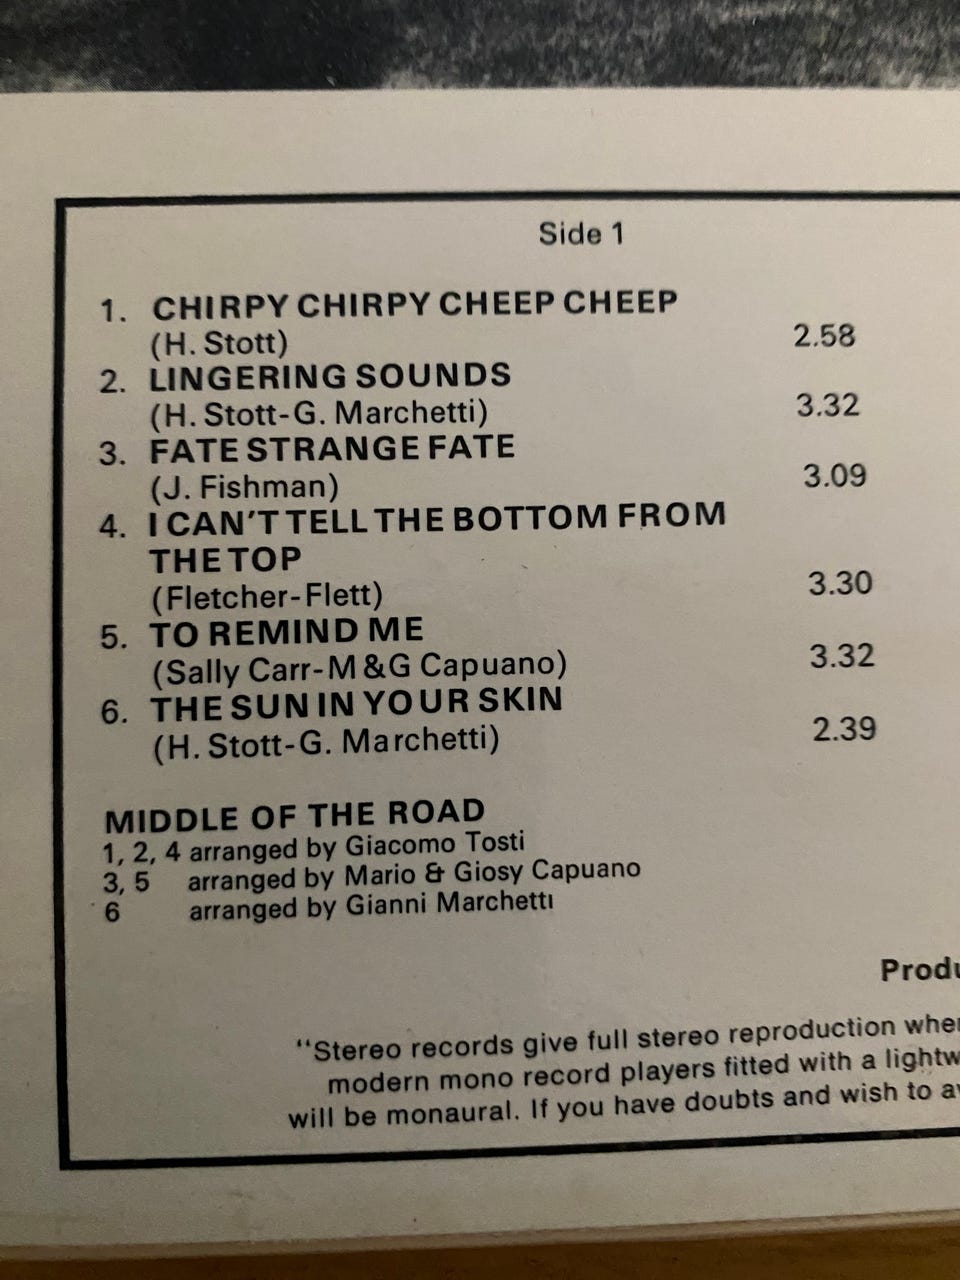 Side 1
1. CHIRPY CHIRPY CHEEP CHEEP
(H. Stott) 2.58
2. LINGERING SOUNDS
(H. Stott-G. Marchetti) 3.32
3. FATE STRANGE FATE
(J. Fishman) 3.09
4. I CAN'T TELL THE BOTTOM FROM
THE TOP
(Fletcher-Flett) 3.30
5. TO REMIND ME
(Sally Carr-M & G Capuano) 3.32
6. THE SUN IN YOUR SKIN
(H. Stott-G. Marchetti) 2.39
MIDDLE OF THE ROAD
1, 2, 4 arranged by Giacomo Tosti
3, 5 arranged by Mario & Giosy Capuano
6 arranged by Gianni Marchetti
"Stereo records give full stereo reproduction
modern mono record players fitted with a
will be monaural. If you have doubts and wish to